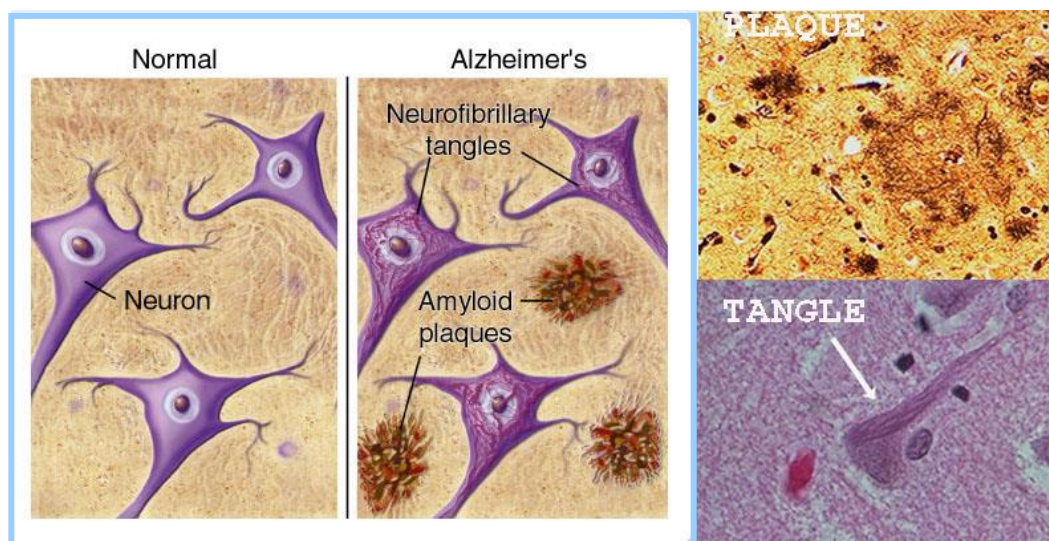 Normal
Alzheimer's
Neurofibrillary
tangles
Neuron
Amyloid
plaques
PLAQUE
TANGLE